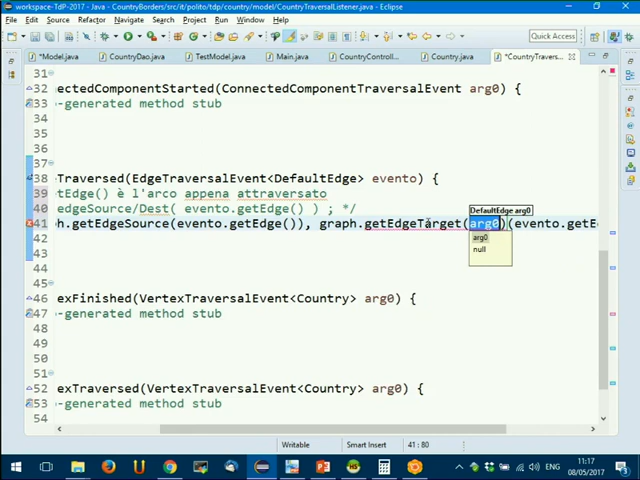 workspace-TdP-2017 - Java - CountryBorders/src/it/polito/tdp/country/model/CountryTraversalListener.java - Eclipse
File Edit Source Refactor Navigate Search Project Run Window Help
Quick Access
*Model.java CountryDao.java TestModel.java Main.java CountryControll... Country.java *CountryTravers...
31
32 nectedComponentStarted(ConnectedComponentTraversalEvent arg0) {
33 -generated method stub
34
35
36
37
38 Traversed(EdgeTraversalEvent<DefaultEdge> evento) {
39 tEdge() è l'arco appena attraversato
40 edgeSource/Dest( evento.getEdge() ) ; */
41 h.getEdgeSource(evento.getEdge()), graph.getEdgeTarget(arg0)(evento.getE
DefaultEdge arg0
arg0
null
44
45
46 exFinished(VertexTraversalEvent<Country> arg0) {
47 -generated method stub
48
49
50
51
52 exTraversed(VertexTraversalEvent<Country> arg0) {
53 -generated method stub
54
Writable Smart Insert 41 : 80
11:17
08/05/2017